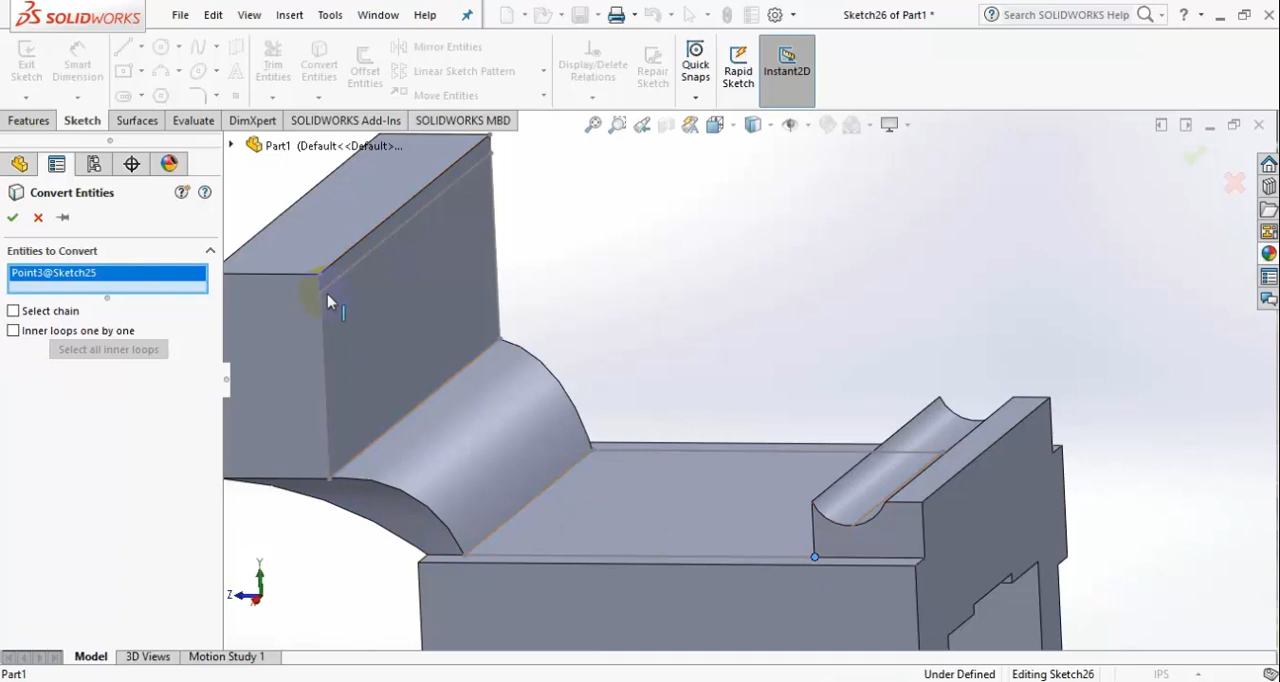 SOLIDWORKS File Edit View Insert Tools Window Help Sketch26 of Part1 * Search SOLIDWORKS Help
Exit Sketch Smart Dimension Trim Entities Convert Entities Offset Entities Mirror Entities Linear Sketch Pattern Move Entities Display/Delete Relations Repair Sketch Quick Snaps Rapid Sketch Instant2D
Features Sketch Surfaces Evaluate DimXpert SOLIDWORKS Add-Ins SOLIDWORKS MBD
Part1 (Default<<Default>...
Convert Entities
Entities to Convert
Point3@Sketch25
Select chain
Inner loops one by one
Select all inner loops
Y
Z
Model 3D Views Motion Study 1
Part1 Under Defined Editing Sketch26 IPS